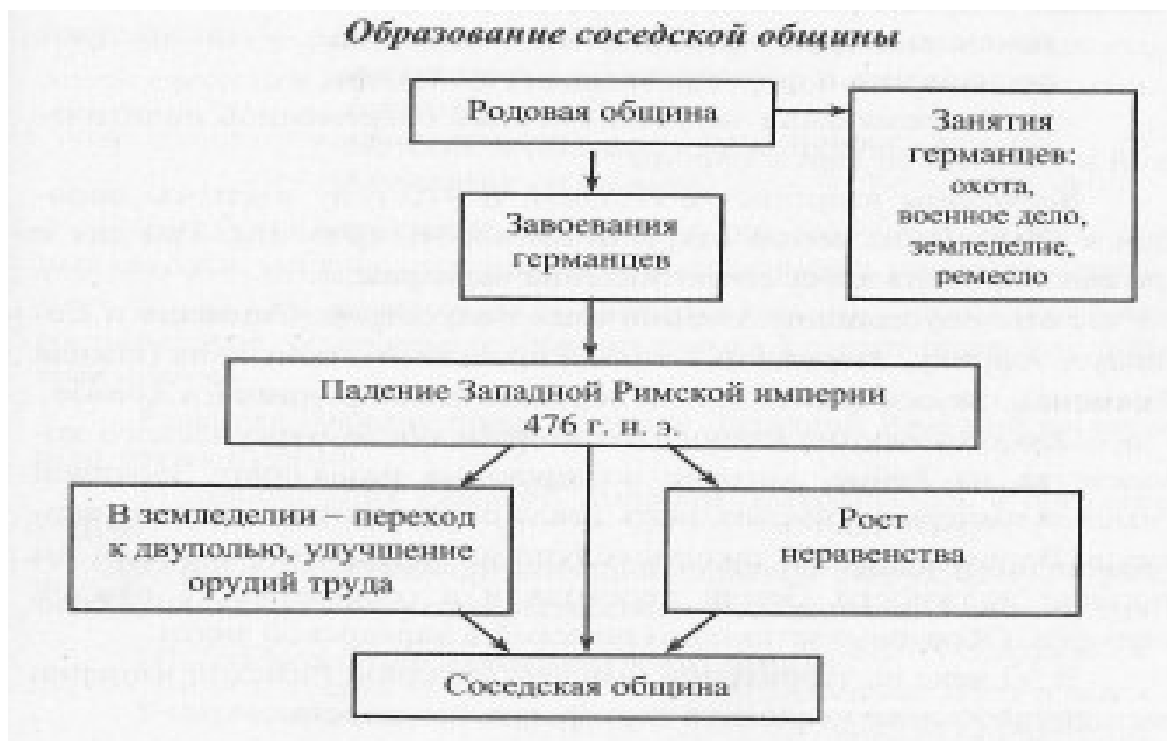 Образование соседской общины
Родовая община
Занятия
германцев:
охота,
военное дело,
земледелие,
ремесло
Завоевания
германцев
Падение Западной Римской империи
476 г. н. э.
В земледелии – переход
к двуполью, улучшение
орудий труда
Рост
неравенства
Соседская община